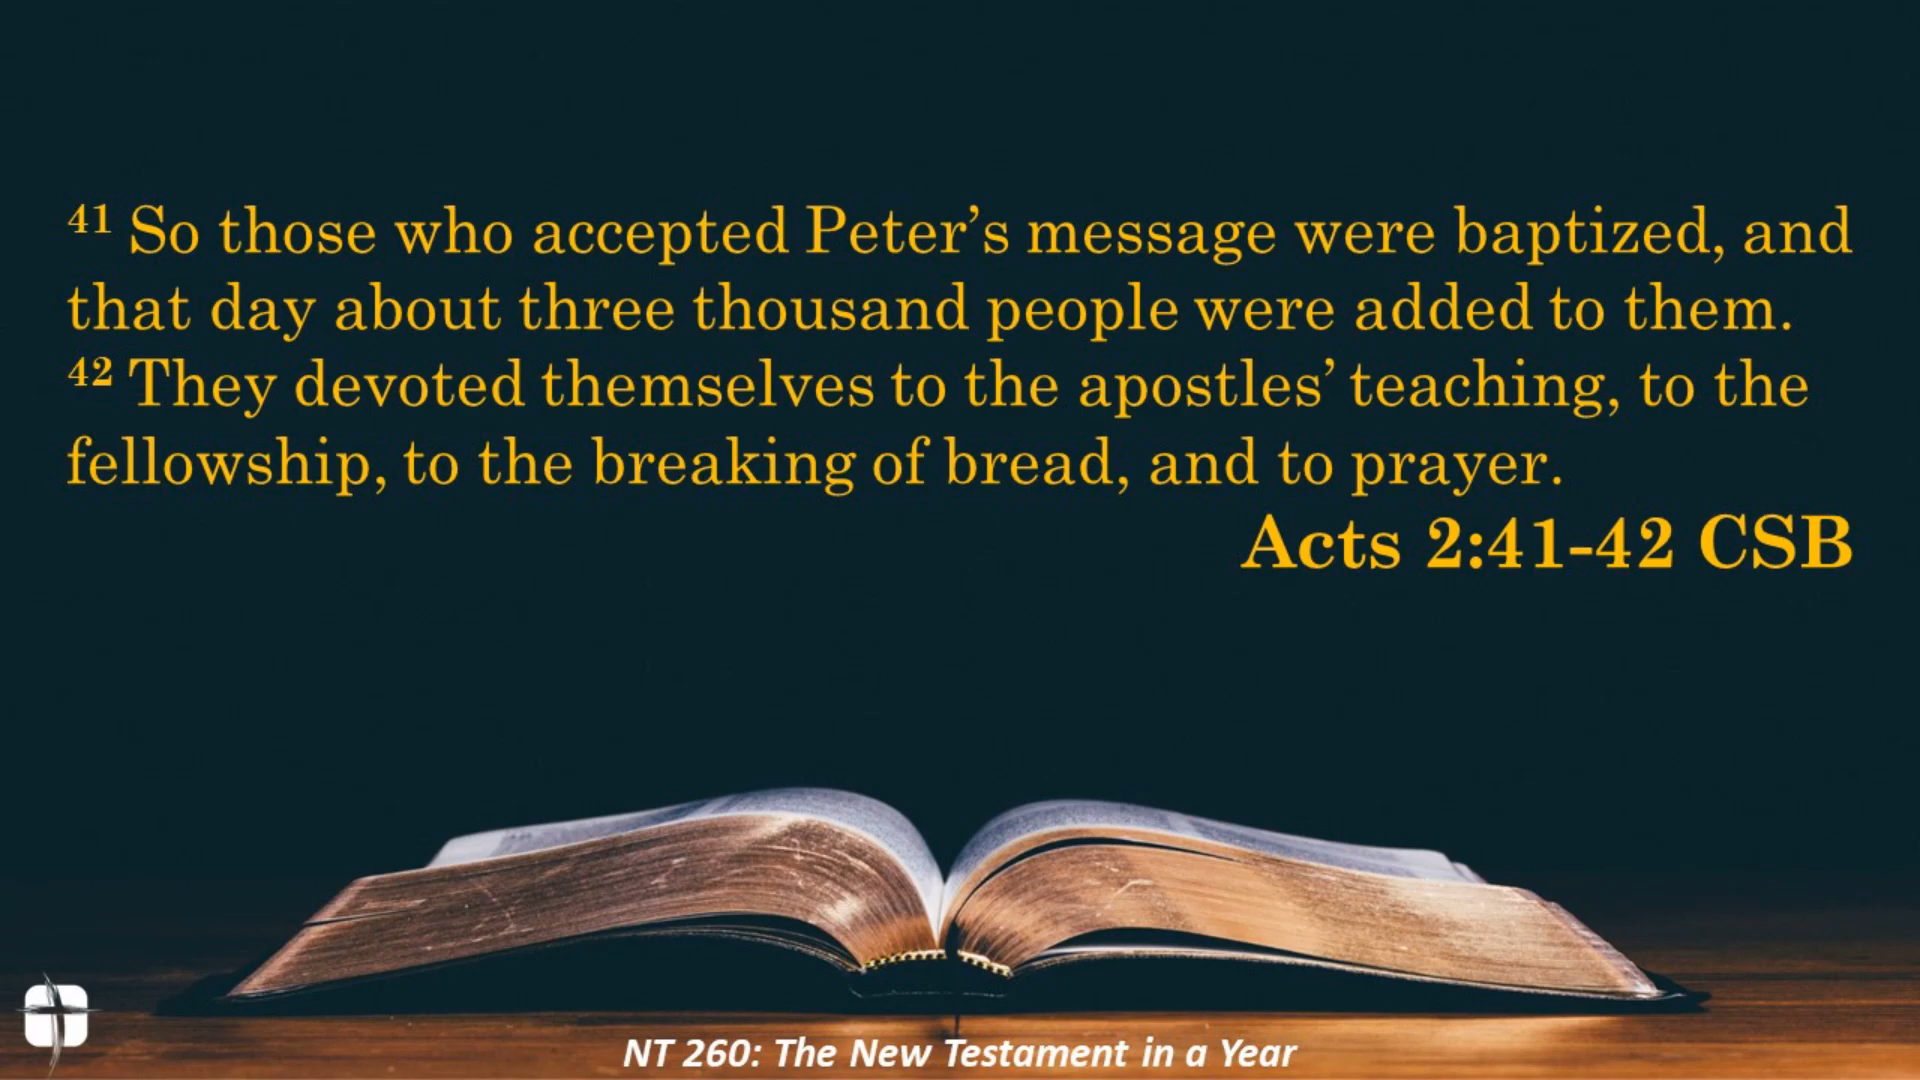 41 So those who accepted Peter’s message were baptized, and
that day about three thousand people were added to them.
42 They devoted themselves to the apostles’ teaching, to the
fellowship, to the breaking of bread, and to prayer.
Acts 2:41-42 CSB
NT 260: The New Testament in a Year